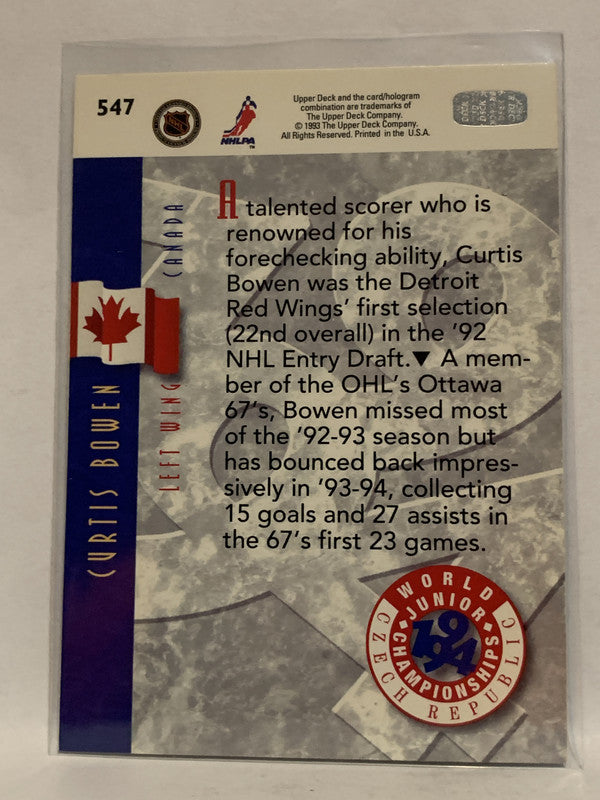 547
NHLPA
TM
Upper Deck and the card/hologram
combination are trademarks of
The Upper Deck Company.
© 1993 The Upper Deck Company.
All Rights Reserved. Printed in the U.S.A.
CURTIS BOWEN
LEFT WING
CANADA
A talented scorer who is
renowned for his
forechecking ability, Curtis
Bowen was the Detroit
Red Wings’ first selection
(22nd overall) in the ’92
NHL Entry Draft.▼ A mem-
ber of the OHL’s Ottawa
67’s, Bowen missed most
of the ’92-93 season but
has bounced back impres-
sively in ’93-94, collecting
15 goals and 27 assists in
the 67’s first 23 games.
WORLD
JUNIOR
1994
CHAMPIONSHIPS
CZECH REPUBLIC